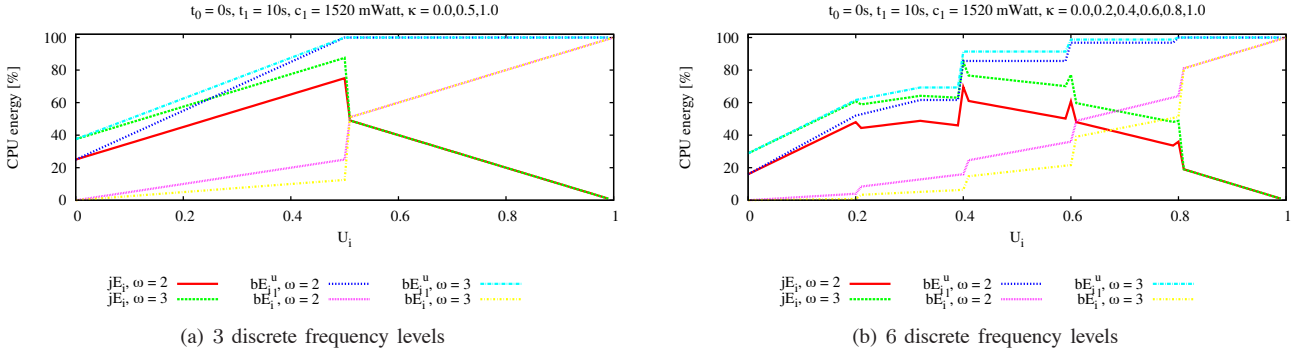 t₀ = 0s, t₁ = 10s, c₁ = 1520 mWatt, κ = 0.0,0.5,1.0
CPU energy [%]
100
80
60
40
20
0
0
0.2
0.4
0.6
0.8
1
Uᵢ
jEᵢ, ω = 2
jEᵢ, ω = 3
bEᵢᵘ, ω = 2
bEᵢˡ, ω = 2
bEᵢᵘ, ω = 3
bEᵢˡ, ω = 3
(a) 3 discrete frequency levels
t₀ = 0s, t₁ = 10s, c₁ = 1520 mWatt, κ = 0.0,0.2,0.4,0.6,0.8,1.0
CPU energy [%]
100
80
60
40
20
0
0
0.2
0.4
0.6
0.8
1
Uᵢ
jEᵢ, ω = 2
jEᵢ, ω = 3
bEᵢᵘ, ω = 2
bEᵢˡ, ω = 2
bEᵢᵘ, ω = 3
bEᵢˡ, ω = 3
(b) 6 discrete frequency levels